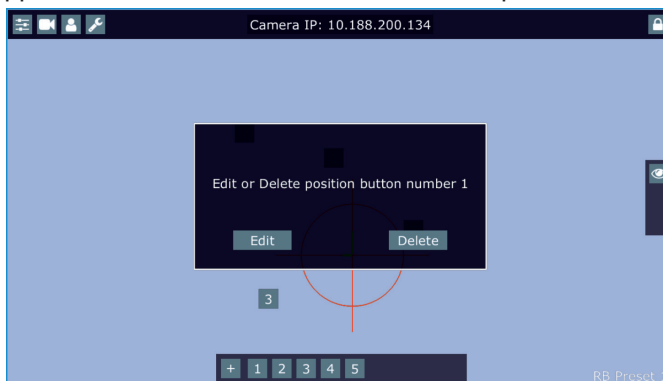 Camera IP: 10.188.200.134
Edit or Delete position button number 1
Edit Delete
3
+ 1 2 3 4 5
RB Preset